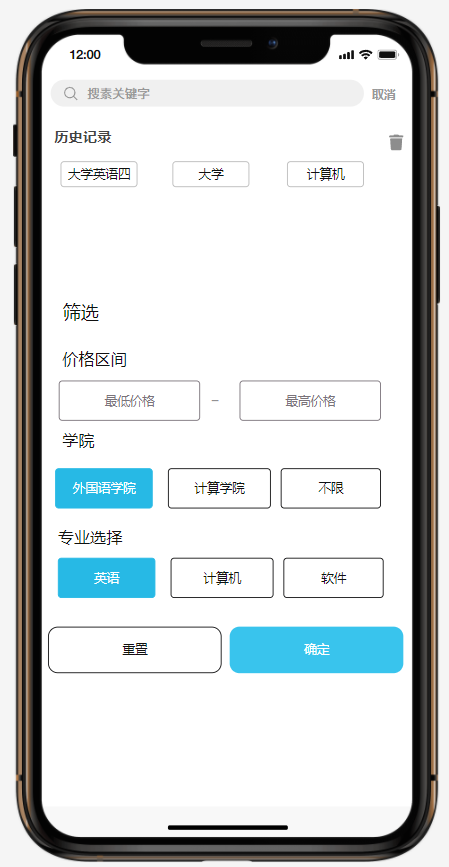 12:00
搜素关键字 取消
历史记录
大学英语四 大学 计算机
筛选
价格区间
最低价格 – 最高价格
学院
外国语学院 计算学院 不限
专业选择
英语 计算机 软件
重置 确定